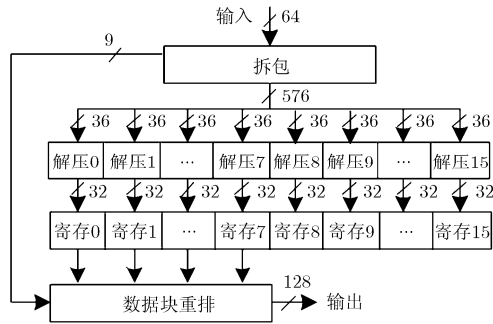 输入 64
9
拆包
576
36 36 36 36 36 36 36 36
解压0 解压1 ··· 解压7 解压8 解压9 ··· 解压15
32 32 32 32 32 32 32 32
寄存0 寄存1 ··· 寄存7 寄存8 寄存9 ··· 寄存15
128
数据块重排 输出